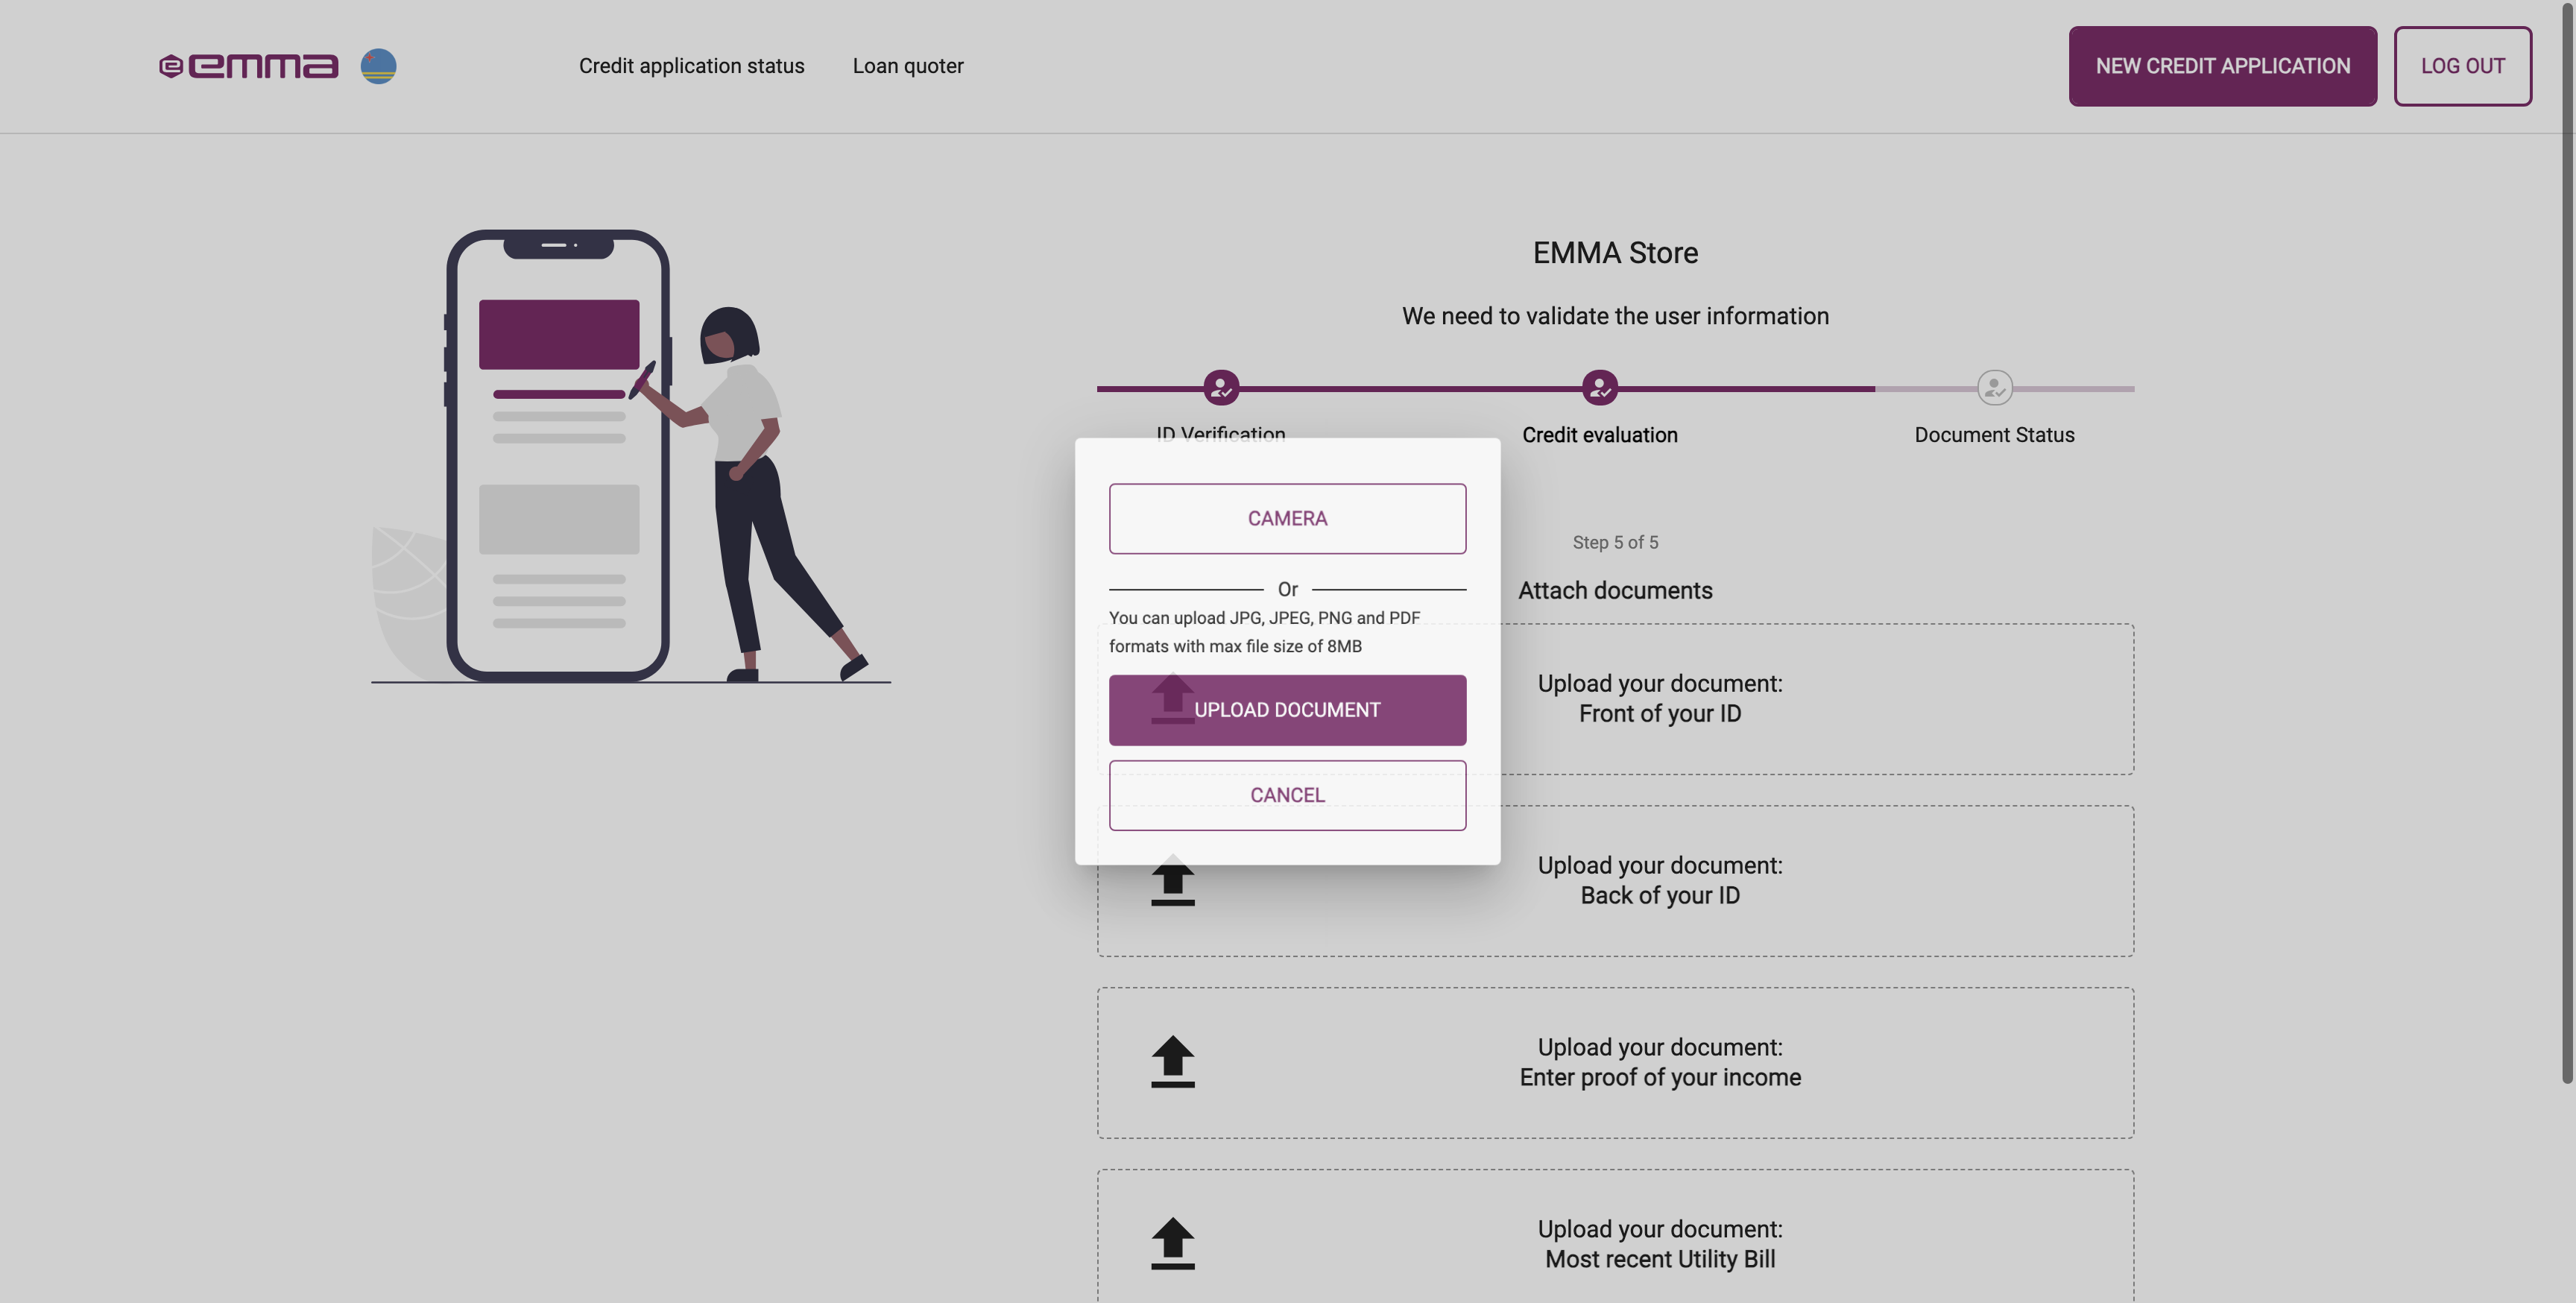 emma
Credit application status
Loan quoter
NEW CREDIT APPLICATION
LOG OUT
EMMA Store
We need to validate the user information
ID Verification
Credit evaluation
Document Status
CAMERA
Or
You can upload JPG, JPEG, PNG and PDF
formats with max file size of 8MB
UPLOAD DOCUMENT
CANCEL
Step 5 of 5
Attach documents
Upload your document:
Front of your ID
Upload your document:
Back of your ID
Upload your document:
Enter proof of your income
Upload your document:
Most recent Utility Bill